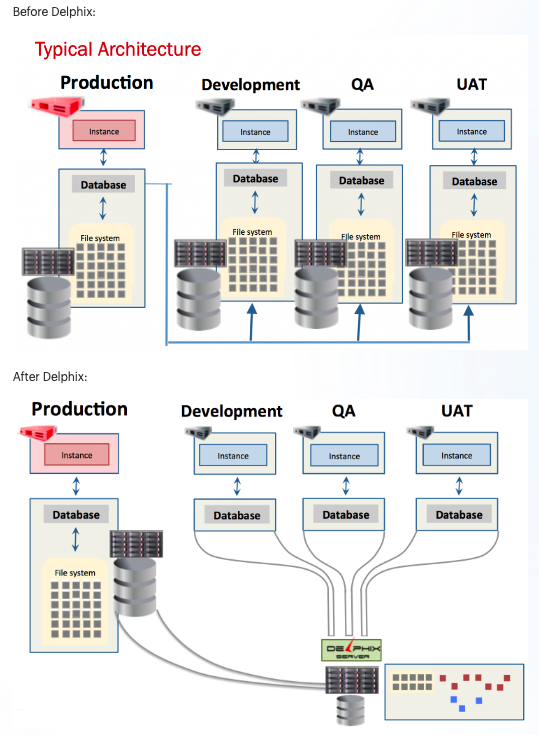 Before Delphix:
Typical Architecture
Production
Development
QA
UAT
Instance
Instance
Instance
Instance
Database
Database
Database
Database
File system
File system
File system
File system
After Delphix:
Production
Development
QA
UAT
Instance
Instance
Instance
Instance
Database
Database
Database
Database
File system
DELPHIX
SERVER